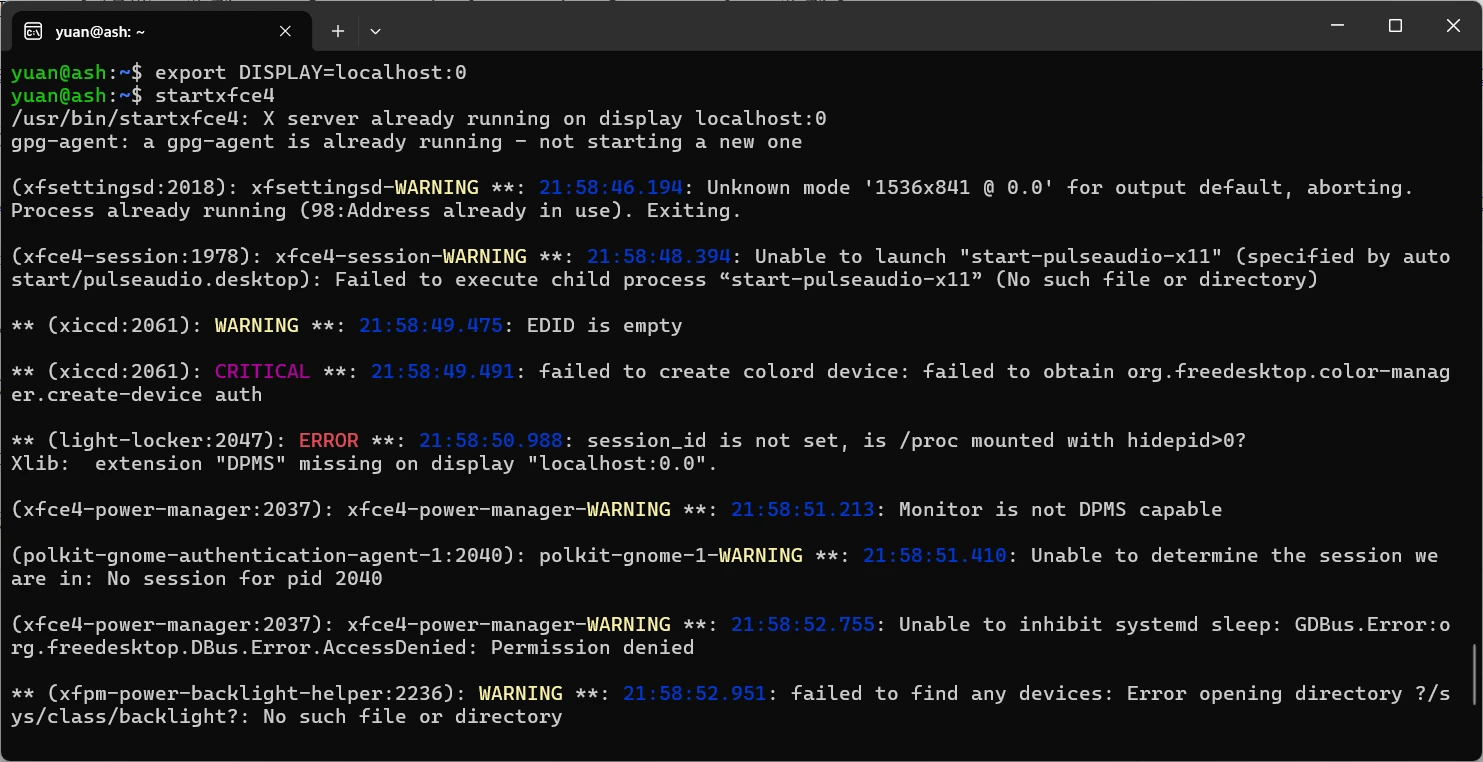 yuan@ash: ~
yuan@ash:~$ export DISPLAY=localhost:0
yuan@ash:~$ startxfce4
/usr/bin/startxfce4: X server already running on display localhost:0
gpg-agent: a gpg-agent is already running - not starting a new one
(xfsettingsd:2018): xfsettingsd-WARNING **: 21:58:46.194: Unknown mode '1536x841 @ 0.0' for output default, aborting.
Process already running (98:Address already in use). Exiting.
(xfce4-session:1978): xfce4-session-WARNING **: 21:58:48.394: Unable to launch "start-pulseaudio-x11" (specified by auto
start/pulseaudio.desktop): Failed to execute child process “start-pulseaudio-x11” (No such file or directory)
** (xiccd:2061): WARNING **: 21:58:49.475: EDID is empty
** (xiccd:2061): CRITICAL **: 21:58:49.491: failed to create colord device: failed to obtain org.freedesktop.color-manag
er.create-device auth
** (light-locker:2047): ERROR **: 21:58:50.988: session_id is not set, is /proc mounted with hidepid>0?
Xlib:  extension "DPMS" missing on display "localhost:0.0".
(xfce4-power-manager:2037): xfce4-power-manager-WARNING **: 21:58:51.213: Monitor is not DPMS capable
(polkit-gnome-authentication-agent-1:2040): polkit-gnome-1-WARNING **: 21:58:51.410: Unable to determine the session we
are in: No session for pid 2040
(xfce4-power-manager:2037): xfce4-power-manager-WARNING **: 21:58:52.755: Unable to inhibit systemd sleep: GDBus.Error:o
rg.freedesktop.DBus.Error.AccessDenied: Permission denied
** (xfpm-power-backlight-helper:2236): WARNING **: 21:58:52.951: failed to find any devices: Error opening directory ?/s
ys/class/backlight?: No such file or directory